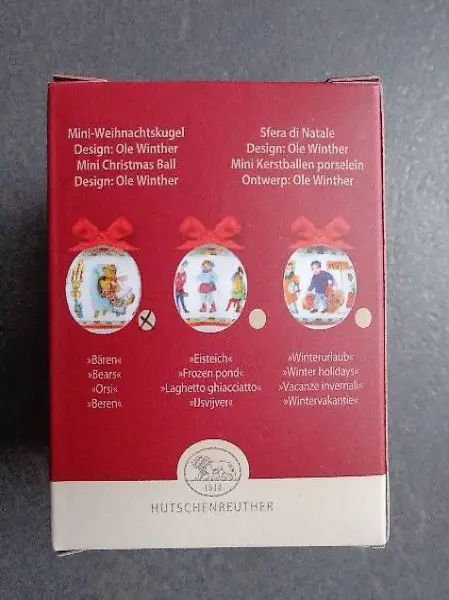 Mini-Weihnachtskugel
Design: Ole Winther
Mini Christmas Ball
Design: Ole Winther
Sfera di Natale
Design: Ole Winther
Mini Kerstballen porselein
Ontwerp: Ole Winther
»Bären«
»Bears«
»Orsi«
»Beren«
»Eisteich«
»Frozen pond«
»Laghetto ghiacciatto«
»IJsvijver«
»Winterurlaub«
»Winter holidays«
»Vacanze invernali«
»Wintervakantie«
1814
HUTSCHENREUTHER